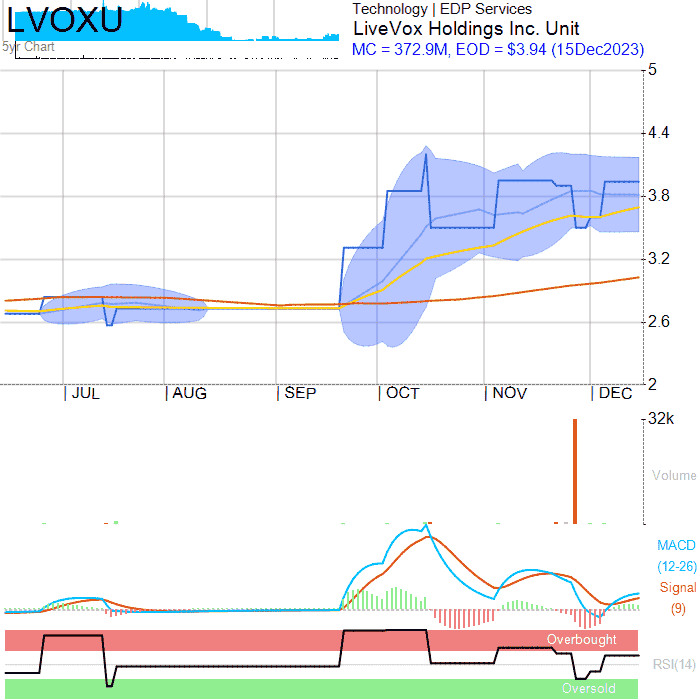 LVOXU
5yr Chart
Technology | EDP Services
LiveVox Holdings Inc. Unit
MC = 372.9M, EOD = $3.94 (15Dec2023)
5
4.4
3.8
3.2
2.6
2
JUL AUG SEP OCT NOV DEC
32k
Volume
MACD
(12-26)
Signal
(9)
Overbought
RSI(14)
Oversold